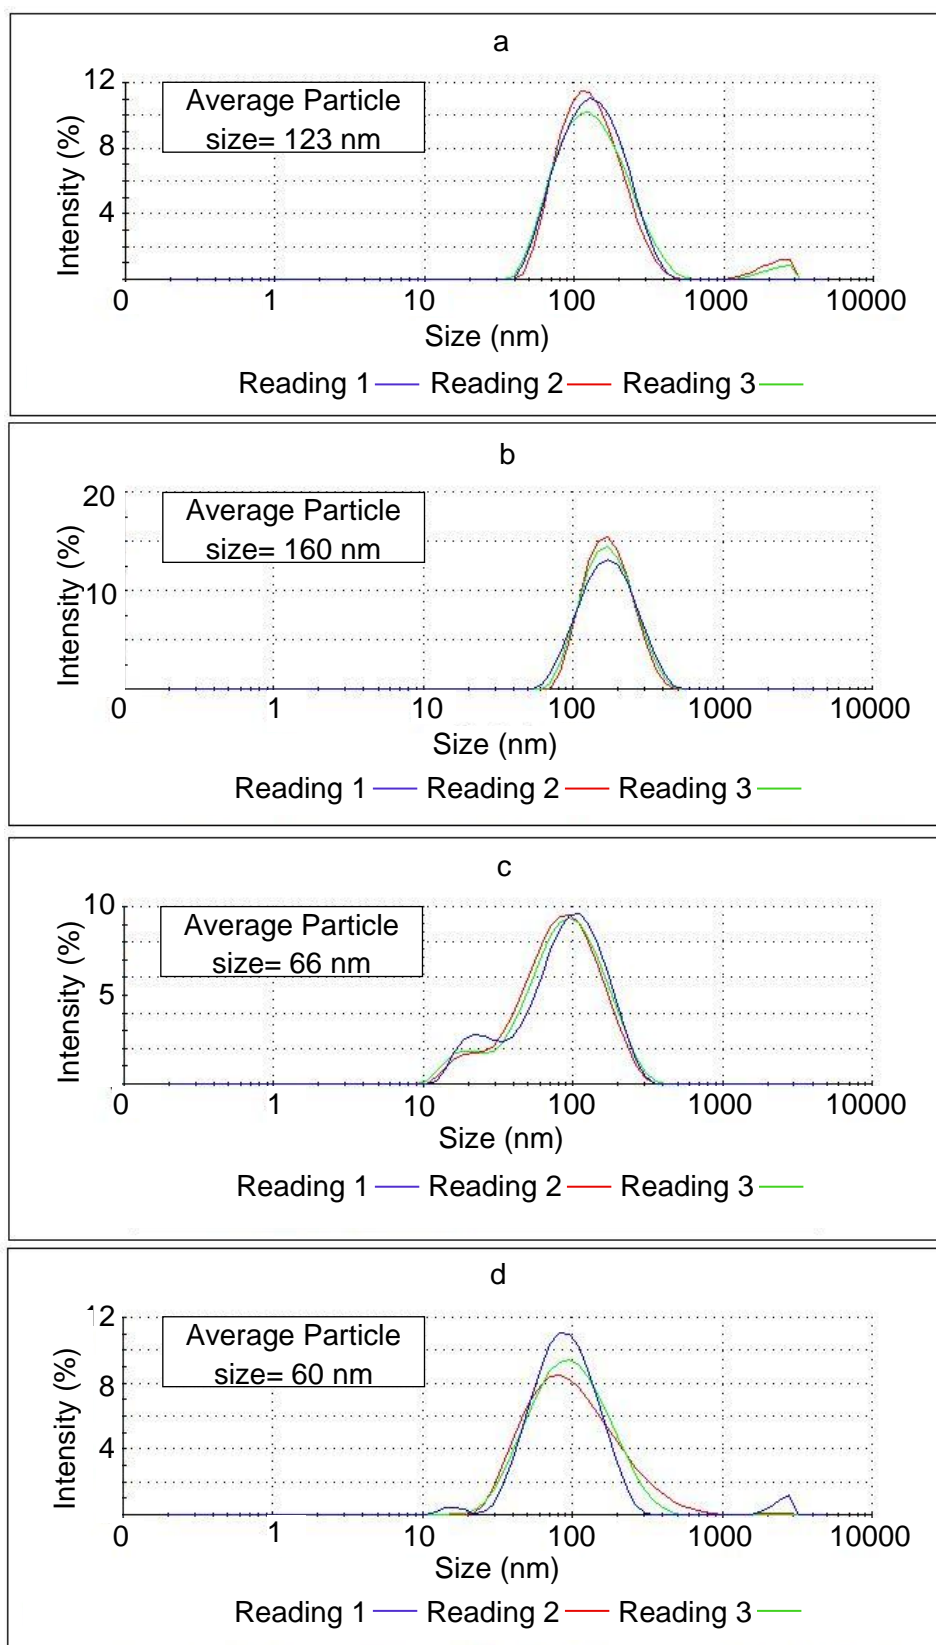 a
12
8
4
Intensity (%)
Average Particle
size= 123 nm
0 1 10 100 1000 10000
Size (nm)
Reading 1 Reading 2 Reading 3
b
20
10
Intensity (%)
Average Particle
size= 160 nm
0 1 10 100 1000 10000
Size (nm)
Reading 1 Reading 2 Reading 3
c
10
5
Intensity (%)
Average Particle
size= 66 nm
0 1 10 100 1000 10000
Size (nm)
Reading 1 Reading 2 Reading 3
d
12
8
4
Intensity (%)
Average Particle
size= 60 nm
0 1 10 100 1000 10000
Size (nm)
Reading 1 Reading 2 Reading 3